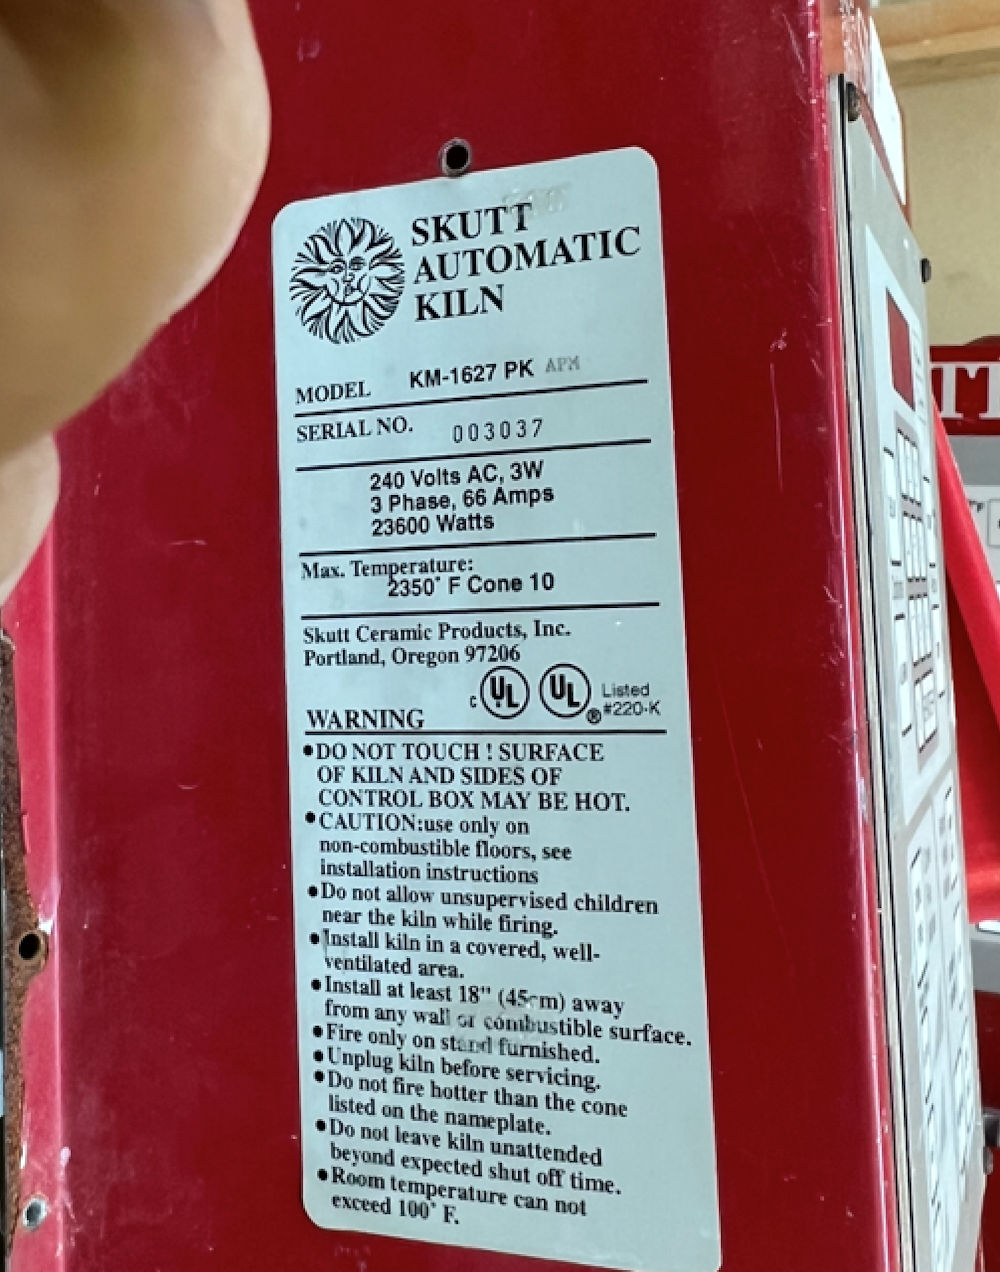 SKUTT
AUTOMATIC
KILN
MODEL KM-1627 PK APM
SERIAL NO. 003037
240 Volts AC, 3W
3 Phase, 66 Amps
23600 Watts
Max. Temperature:
2350° F Cone 10
Skutt Ceramic Products, Inc.
Portland, Oregon 97206
c UL UL ® Listed
#220-K
WARNING
•DO NOT TOUCH ! SURFACE
OF KILN AND SIDES OF
CONTROL BOX MAY BE HOT.
•CAUTION:use only on
non-combustible floors, see
installation instructions
•Do not allow unsupervised children
near the kiln while firing.
•Install kiln in a covered, well-
ventilated area.
•Install at least 18" (45cm) away
from any wall or combustible surface.
•Fire only on stand furnished.
•Unplug kiln before servicing.
•Do not fire hotter than the cone
listed on the nameplate.
•Do not leave kiln unattended
beyond expected shut off time.
•Room temperature can not
exceed 100° F.